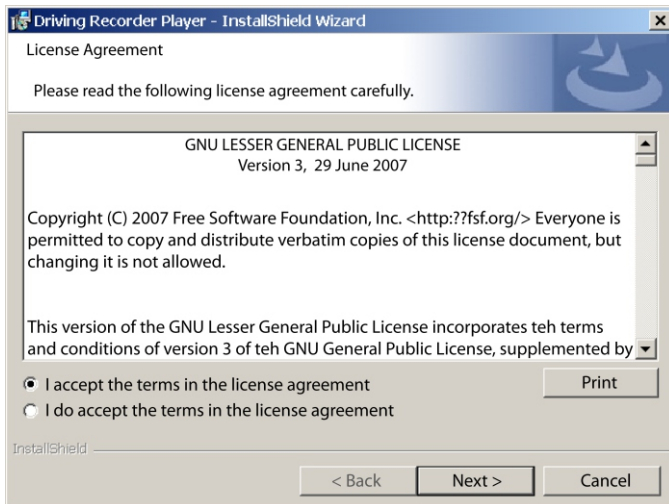 Driving Recorder Player - InstallShield Wizard
License Agreement
Please read the following license agreement carefully.
GNU LESSER GENERAL PUBLIC LICENSE
Version 3, 29 June 2007
Copyright (C) 2007 Free Software Foundation, Inc. <http:??fsf.org/> Everyone is
permitted to copy and distribute verbatim copies of this license document, but
changing it is not allowed.
This version of the GNU Lesser General Public License incorporates teh terms
and conditions of version 3 of teh GNU General Public License, supplemented by
I accept the terms in the license agreement
Print
I do accept the terms in the license agreement
InstallShield
< Back
Next >
Cancel